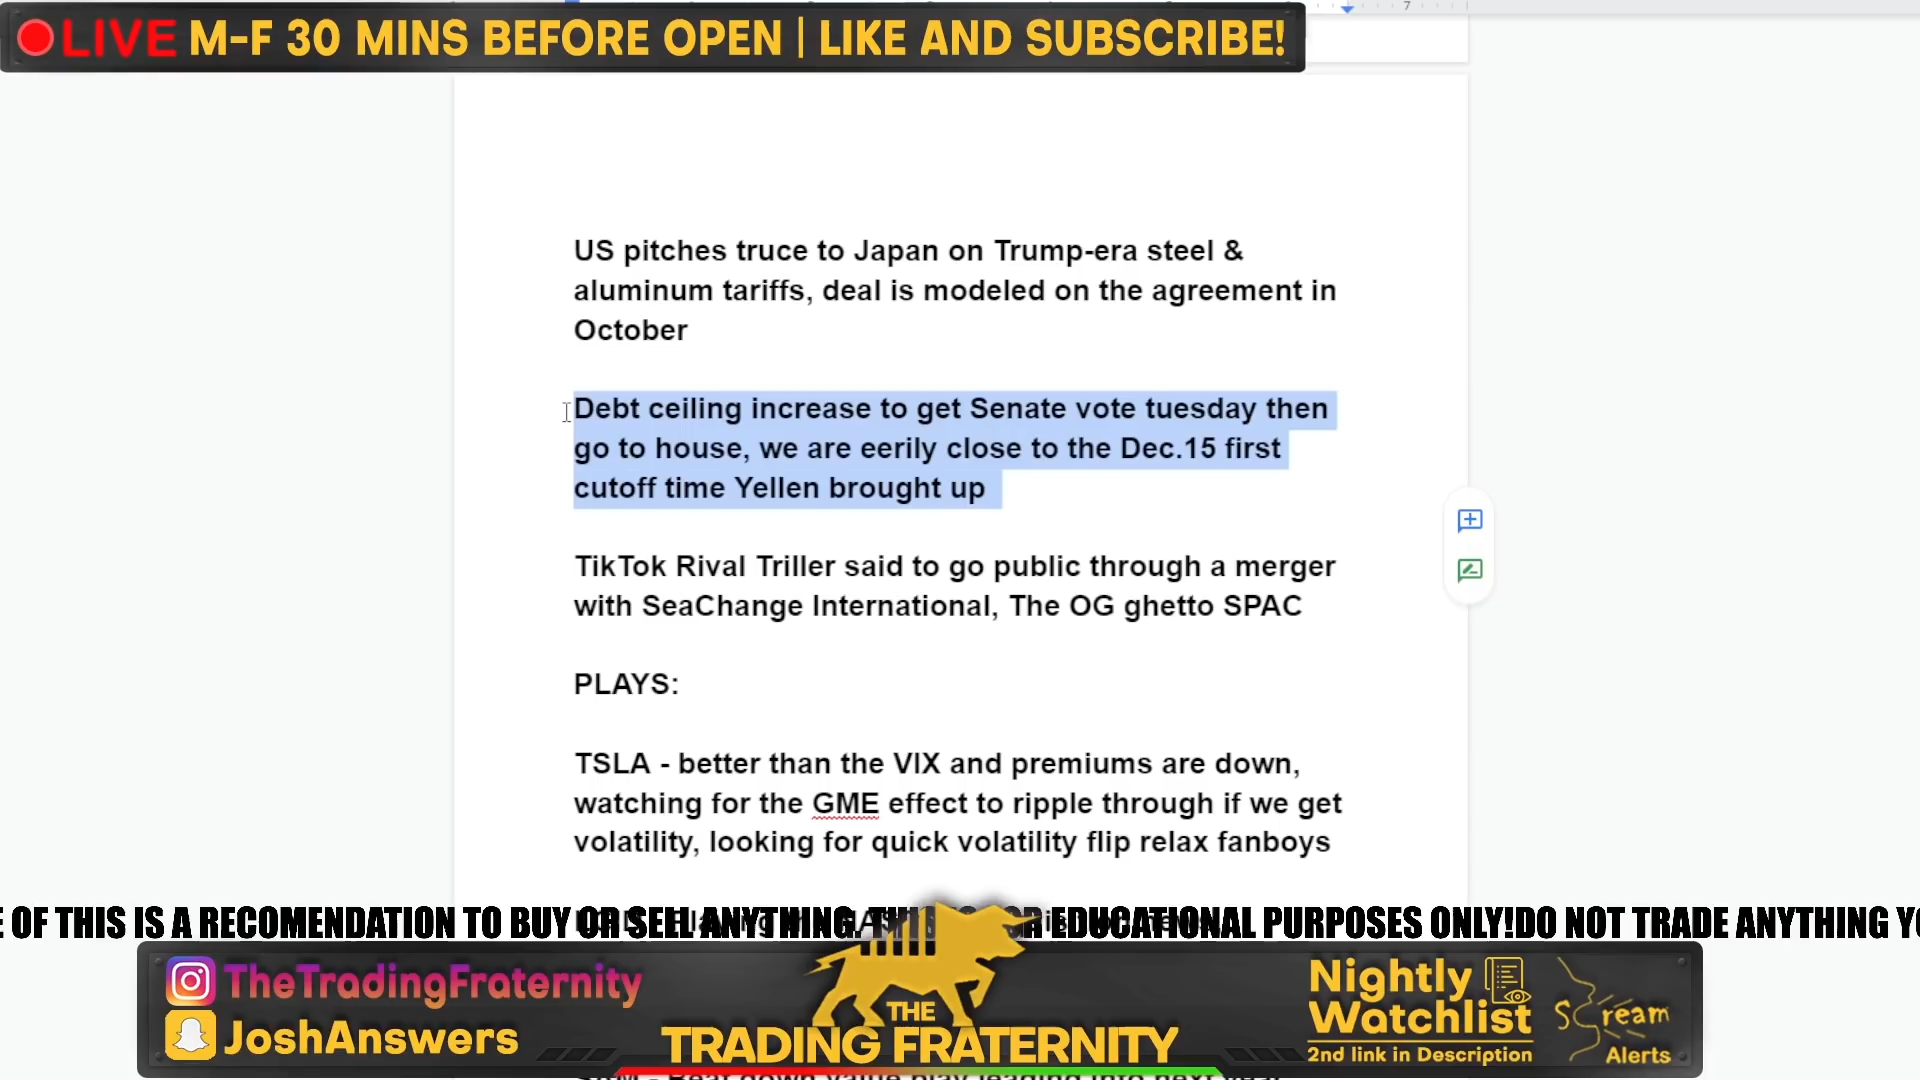 7
LIVE M-F 30 MINS BEFORE OPEN | LIKE AND SUBSCRIBE!
US pitches truce to Japan on Trump-era steel &
aluminum tariffs, deal is modeled on the agreement in
October
Debt ceiling increase to get Senate vote tuesday then
go to house, we are eerily close to the Dec.15 first
cutoff time Yellen brought up
TikTok Rival Triller said to go public through a merger
with SeaChange International, The OG ghetto SPAC
PLAYS:
TSLA - better than the VIX and premiums are down,
watching for the GME effect to ripple through if we get
volatility, looking for quick volatility flip relax fanboys
E OF THIS IS A RECOMENDATION TO BUY OR SELL ANYTHING. EDUCATIONAL PURPOSES ONLY!DO NOT TRADE ANYTHING YO
TheTradingFraternity
JoshAnswers
THE
TRADING FRATERNITY
Nightly
Watchlist
2nd link in Description
Scream
Alerts